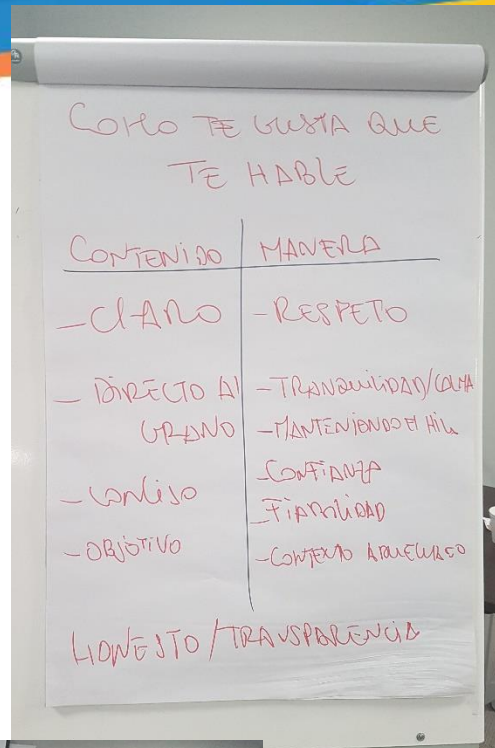 COMO TE GUSTA QUE
TE HABLE
CONTENIDO
MANERA
- CLARO
- DIRECTO AL
GRANO
- CONCISO
- OBJETIVO
- RESPETO
- TRANQUILIDAD/CALMA
- MANTENIENDO EL HILO
- CONFIANZA
- FIABILIDAD
- CONTEXTO ADECUADO
HONESTO/TRANSPARENCIA